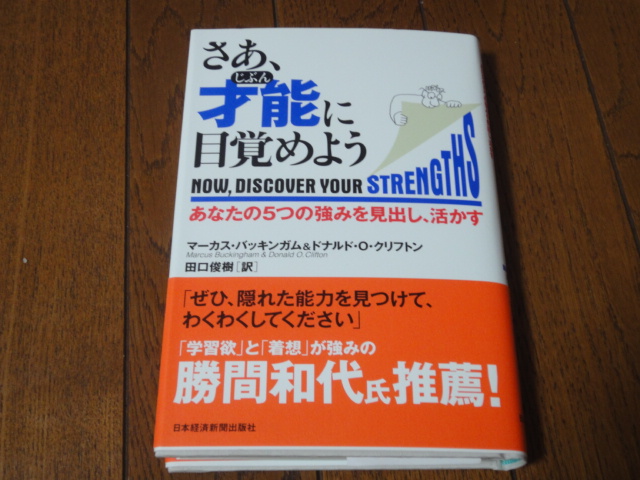 さあ、
じぶん
才能に
目覚めよう
NOW, DISCOVER YOUR STRENGTHS
あなたの5つの強みを見出し、活かす
マーカス・バッキンガム&ドナルド・O・クリフトン
Marcus Buckingham & Donald O. Clifton
田口俊樹[訳]
「ぜひ、隠れた能力を見つけて、
わくわくしてください」
「学習欲」と「着想」が強みの
勝間和代氏推薦!
日本経済新聞出版社